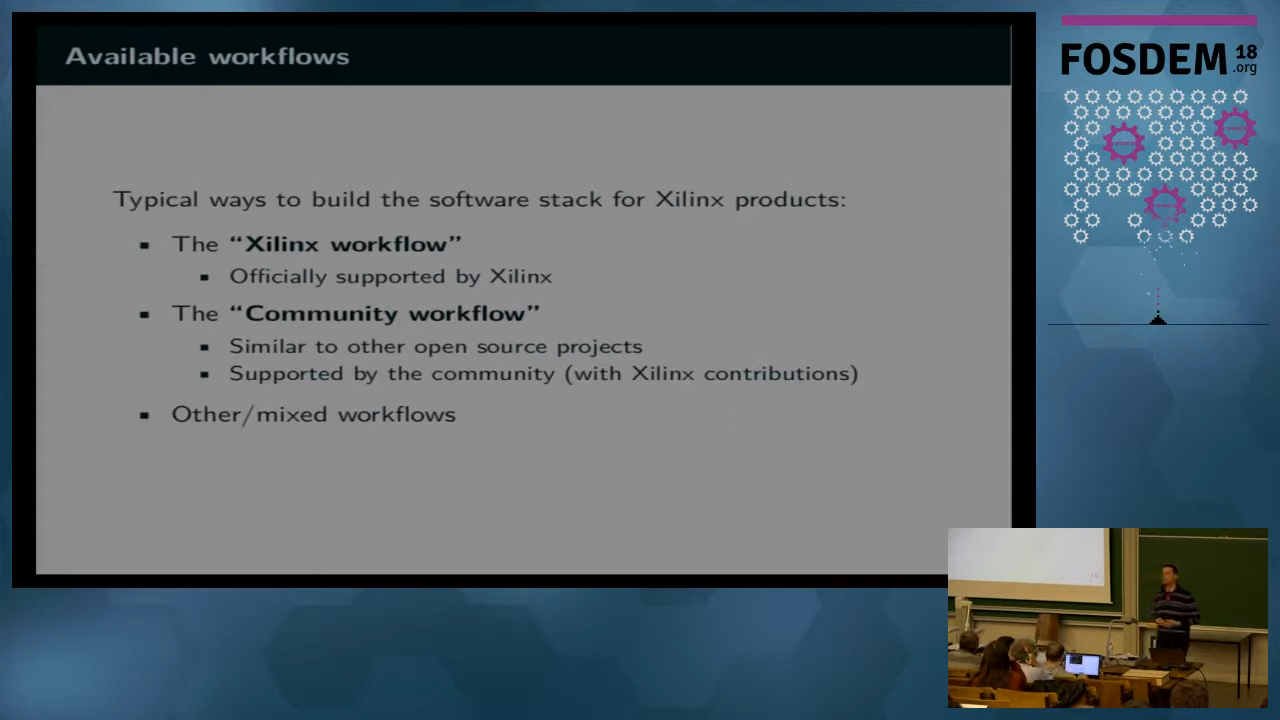 Available workflows
Typical ways to build the software stack for Xilinx products:
▪ The “Xilinx workflow”
▪ Officially supported by Xilinx
▪ The “Community workflow”
▪ Similar to other open source projects
▪ Supported by the community (with Xilinx contributions)
▪ Other/mixed workflows
FOSDEM 18
.org